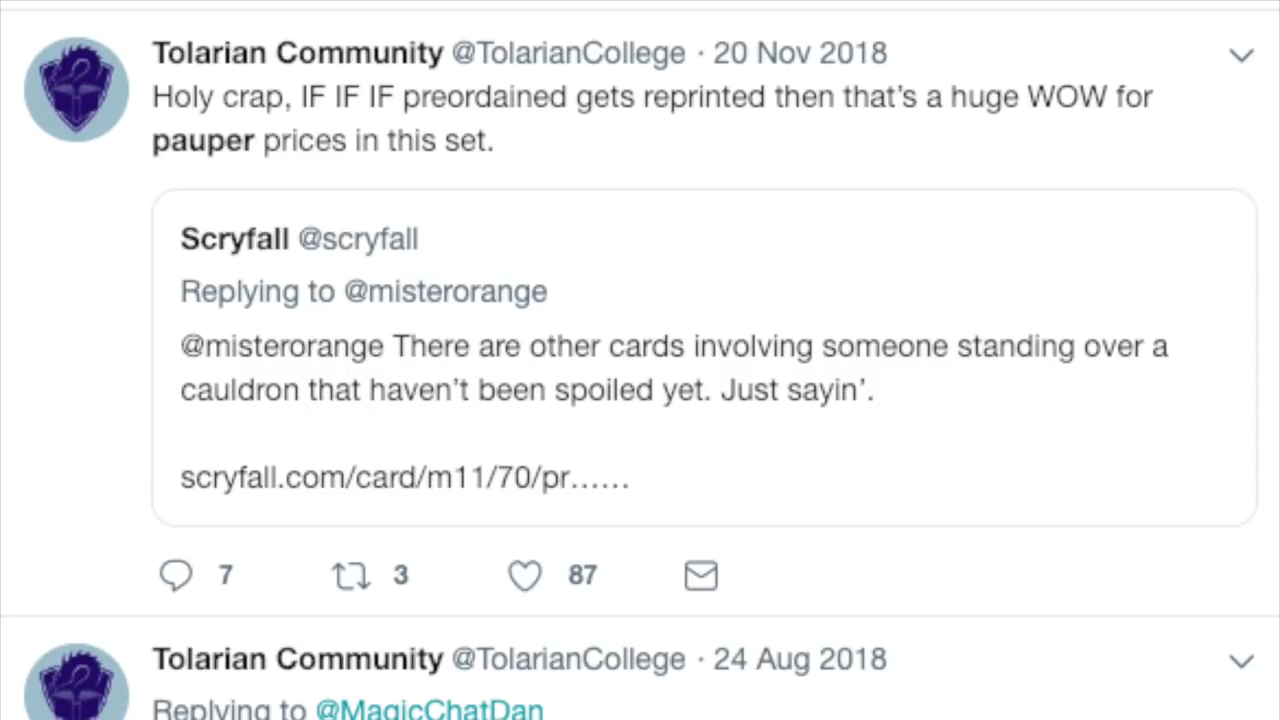 Tolarian Community @TolarianCollege · 20 Nov 2018
Holy crap, IF IF IF preordained gets reprinted then that's a huge WOW for
pauper prices in this set.
Scryfall @scryfall
Replying to @misterorange
@misterorange There are other cards involving someone standing over a
cauldron that haven't been spoiled yet. Just sayin'.
scryfall.com/card/m11/70/pr......
7 3 87
Tolarian Community @TolarianCollege · 24 Aug 2018
Replying to @MagicChatDan